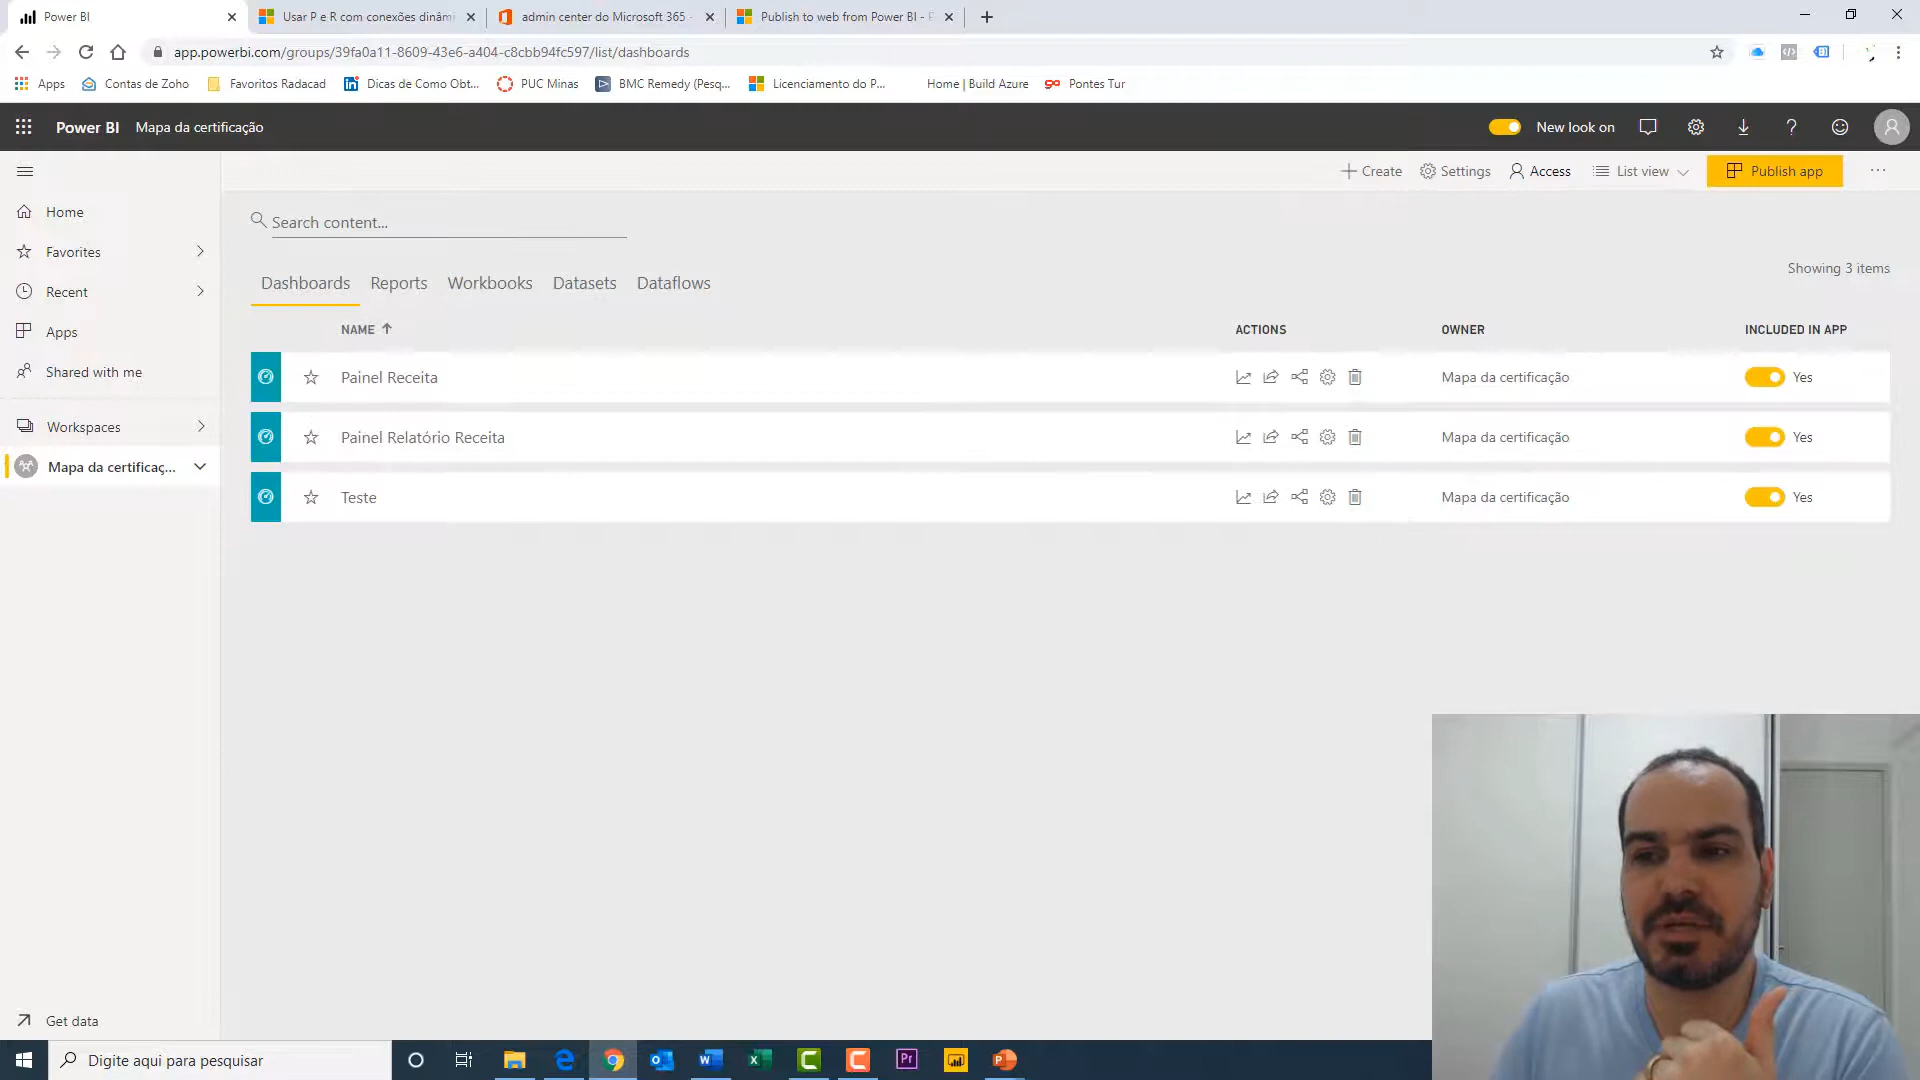 Power BI
Usar P e R com conexões dinâmi
admin center do Microsoft 365 -
Publish to web from Power BI - E
app.powerbi.com/groups/39fa0a11-8609-43e6-a404-c8cbb94fc597/list/dashboards
Apps
Contas de Zoho
Favoritos Radacad
Dicas de Como Obt...
PUC Minas
BMC Remedy (Pesq...
Licenciamento do P...
Home | Build Azure
Pontes Tur
Power BI
Mapa da certificação
New look on
Create
Settings
Access
List view
Publish app
Home
Favorites
Recent
Apps
Shared with me
Workspaces
Mapa da certificaç...
Get data
Search content...
Dashboards
Reports
Workbooks
Datasets
Dataflows
Showing 3 items
NAME
ACTIONS
OWNER
INCLUDED IN APP
Painel Receita
Mapa da certificação
Yes
Painel Relatório Receita
Mapa da certificação
Yes
Teste
Mapa da certificação
Yes
Digite aqui para pesquisar